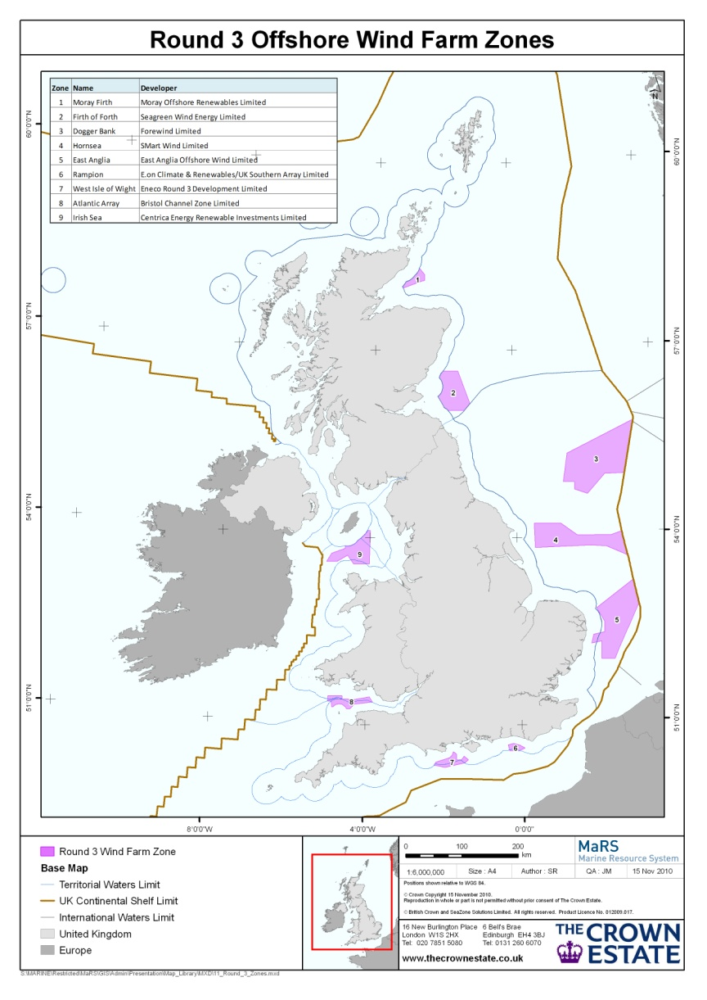 Round 3 Offshore Wind Farm Zones
Zone Name Developer
1 Moray Firth Moray Offshore Renewables Limited
2 Firth of Forth Seagreen Wind Energy Limited
3 Dogger Bank Forewind Limited
4 Hornsea SMart Wind Limited
5 East Anglia East Anglia Offshore Wind Limited
6 Rampion E.on Climate & Renewables/UK Southern Array Limited
7 West Isle of Wight Eneco Round 3 Development Limited
8 Atlantic Array Bristol Channel Zone Limited
9 Irish Sea Centrica Energy Renewable Investments Limited
N
60°0'0"N
60°0'0"N
1
57°0'0"N
57°0'0"N
2
3
54°0'0"N
54°0'0"N
4
9
5
51°0'0"N
51°0'0"N
8
6
7
8°0'0"W 4°0'0"W 0°0'0"
Round 3 Wind Farm Zone
Base Map
Territorial Waters Limit
UK Continental Shelf Limit
International Waters Limit
United Kingdom
Europe
0 100 200
km
MaRS
Marine Resource System
1:6,000,000 Size : A4 Author : SR QA : JM 15 Nov 2010
Positions shown relative to WGS 84.
© Crown Copyright 15 November 2010.
Reproduction in whole or part is not permitted without prior consent of The Crown Estate.
© British Crown and SeaZone Solutions Limited. All rights reserved. Product Licence No. 012009.017.
16 New Burlington Place 6 Bell's Brae
London W1S 2HX Edinburgh EH4 3BJ
Tel: 020 7851 5080 Tel: 0131 260 6070
www.thecrownestate.co.uk
THE CROWN
ESTATE
S:\MARINE\Restricted\MaRS\GIS\Admin\Presentation\Map_Library\MXD\11_Round_3_Zones.mxd